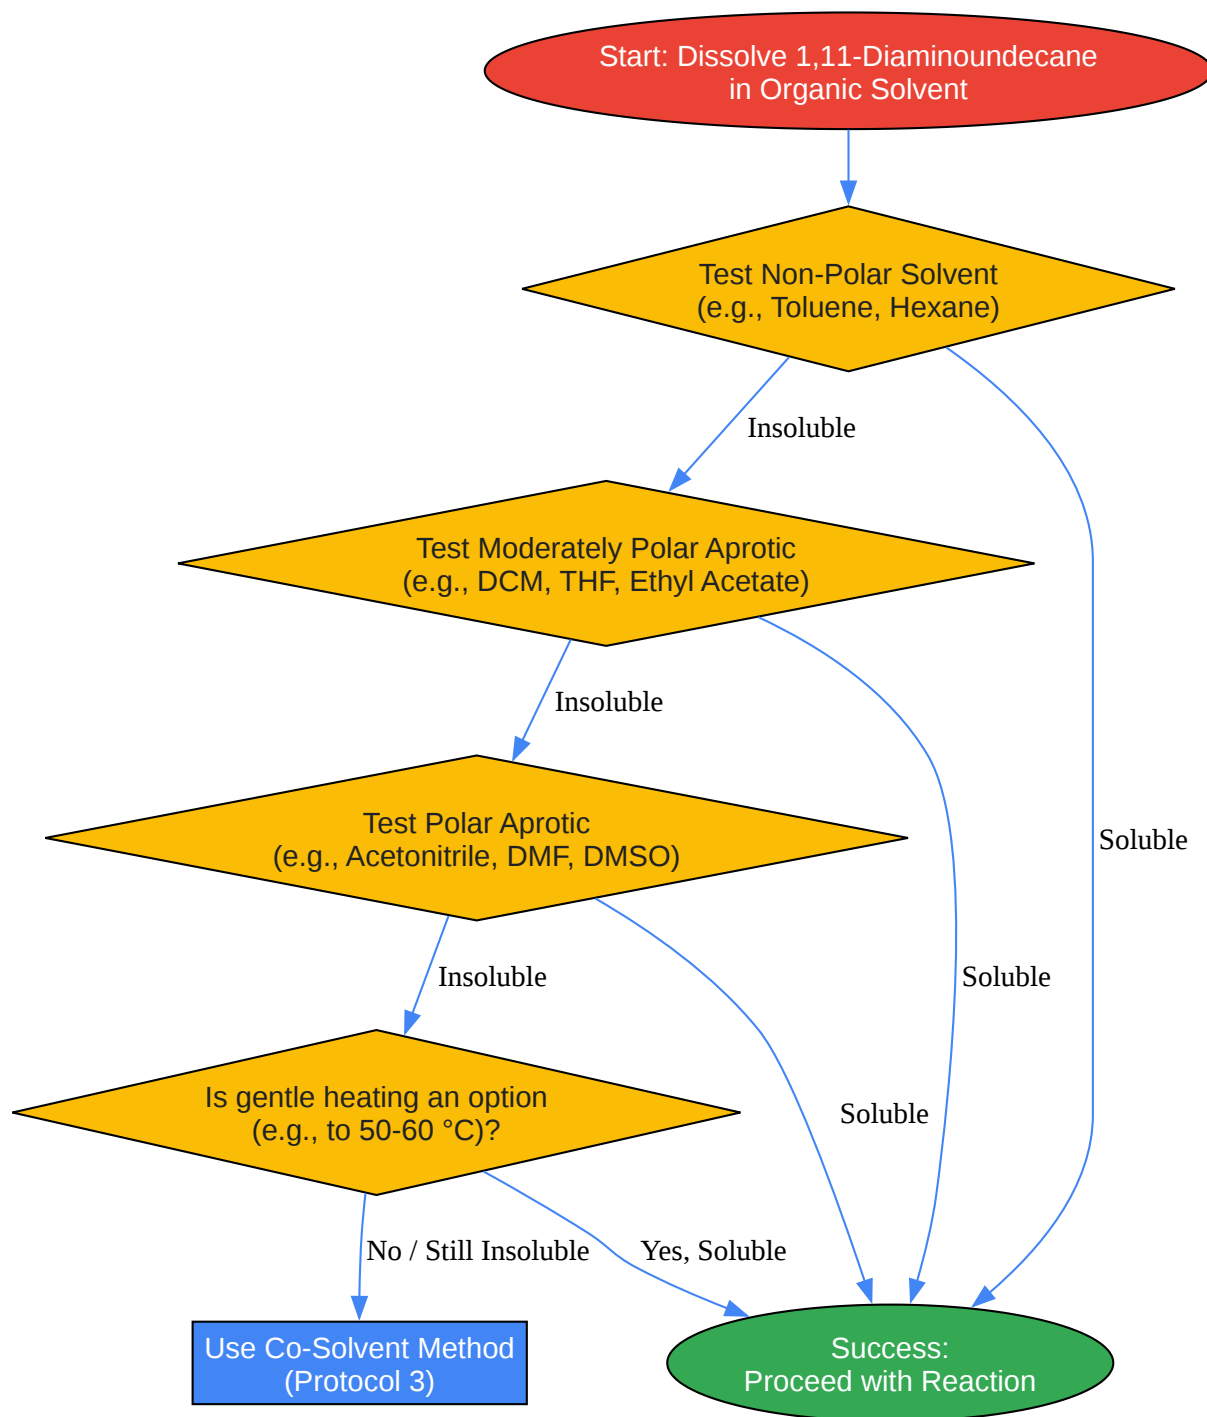 Start: Dissolve 1,11-Diaminoundecane
in Organic Solvent
Test Non-Polar Solvent
(e.g., Toluene, Hexane)
Insoluble
Test Moderately Polar Aprotic
(e.g., DCM, THF, Ethyl Acetate)
Insoluble
Test Polar Aprotic
(e.g., Acetonitrile, DMF, DMSO)
Soluble
Insoluble
Soluble
Is gentle heating an option
(e.g., to 50-60 °C)?
Soluble
No / Still Insoluble
Yes, Soluble
Use Co-Solvent Method
(Protocol 3)
Success:
Proceed with Reaction